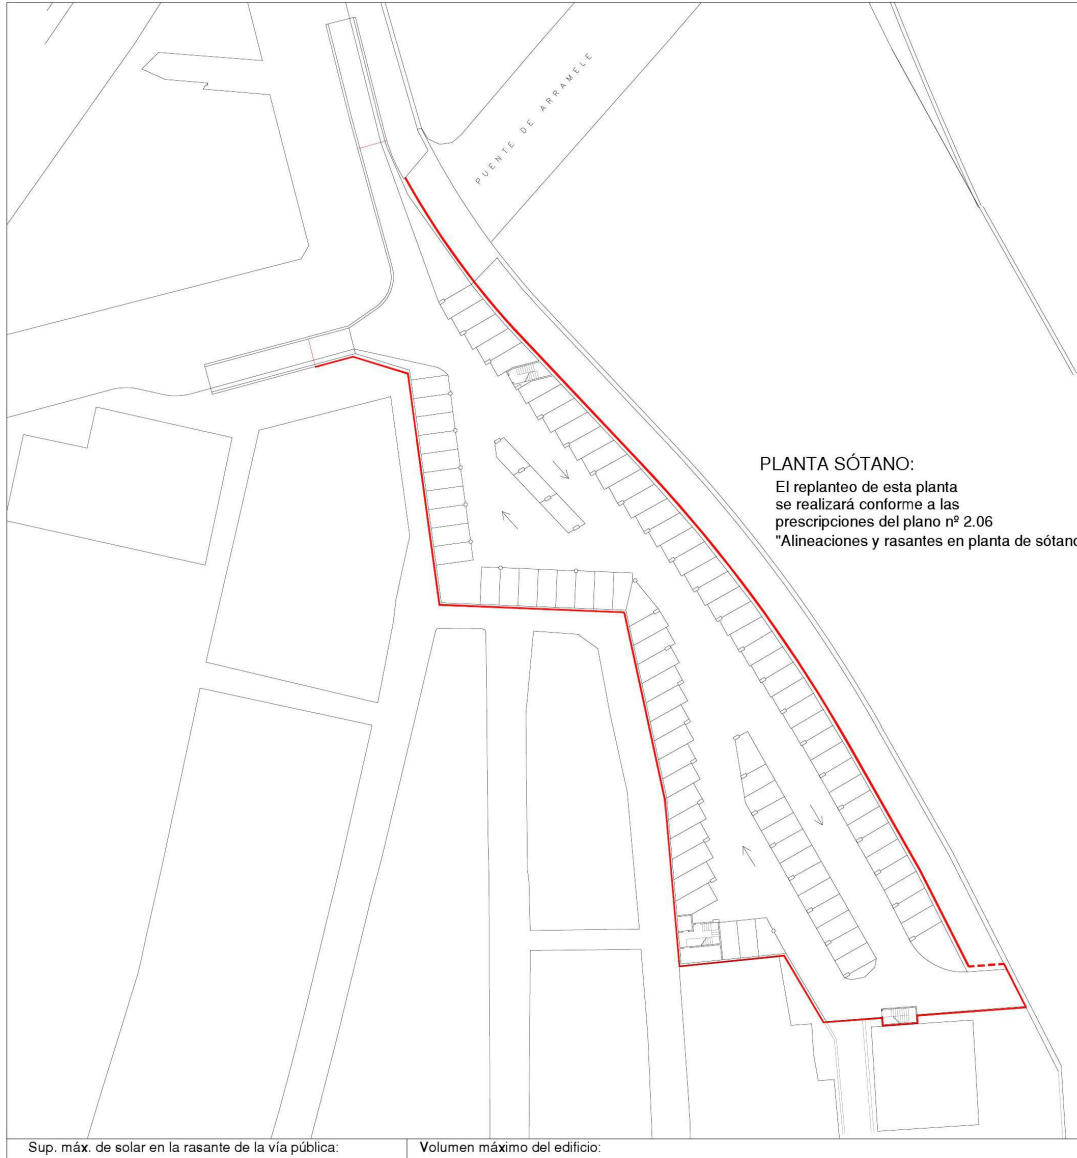 PUENTE DE ARRAMELE
PLANTA SÓTANO:
El replanteo de esta planta
se realizará conforme a las
prescripciones del plano nº 2.06
"Alineaciones y rasantes en planta de sótano
Sup. máx. de solar en la rasante de la vía pública:
Volumen máximo del edificio: